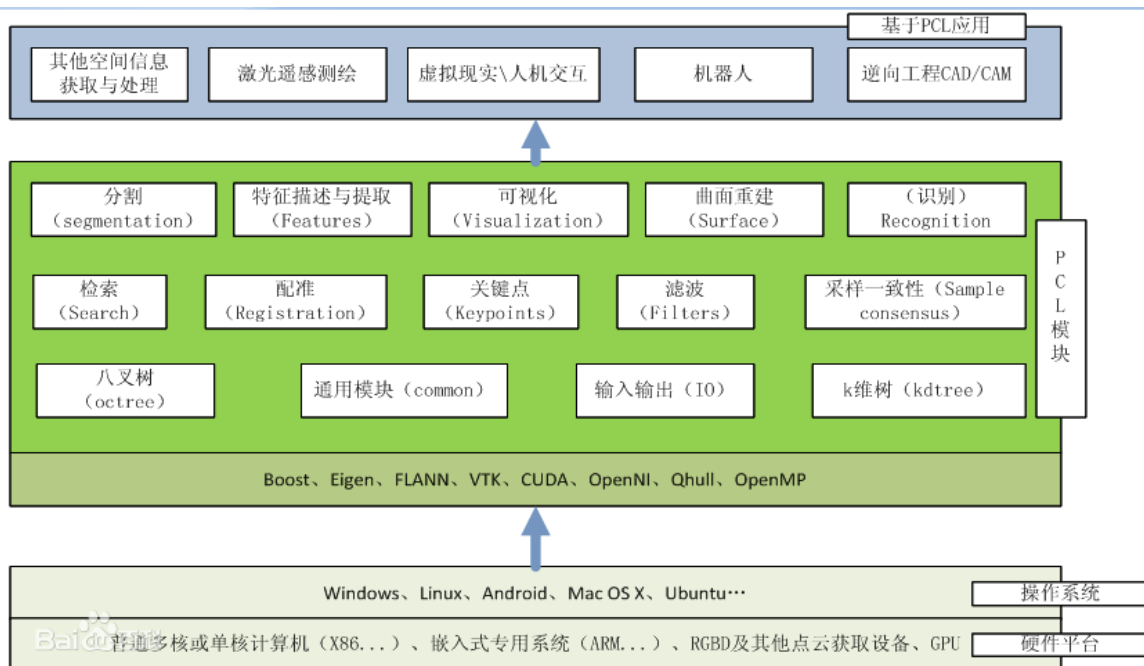 基于PCL应用
其他空间信息
获取与处理
激光遥感测绘
虚拟现实\人机交互
机器人
逆向工程CAD/CAM
分割
(segmentation)
特征描述与提取
(Features)
可视化
(Visualization)
曲面重建
(Surface)
(识别)
Recognition
PCL模块
检索
(Search)
配准
(Registration)
关键点
(Keypoints)
滤波
(Filters)
采样一致性(Sample
consensus)
八叉树
(octree)
通用模块(common)
输入输出(IO)
k维树(kdtree)
Boost、Eigen、FLANN、VTK、CUDA、OpenNI、Qhull、OpenMP
Windows、Linux、Android、Mac OS X、Ubuntu…
操作系统
普通多核或单核计算机(X86...)、嵌入式专用系统(ARM...)、RGBD及其他点云获取设备、GPU
硬件平台
Bai du 百科